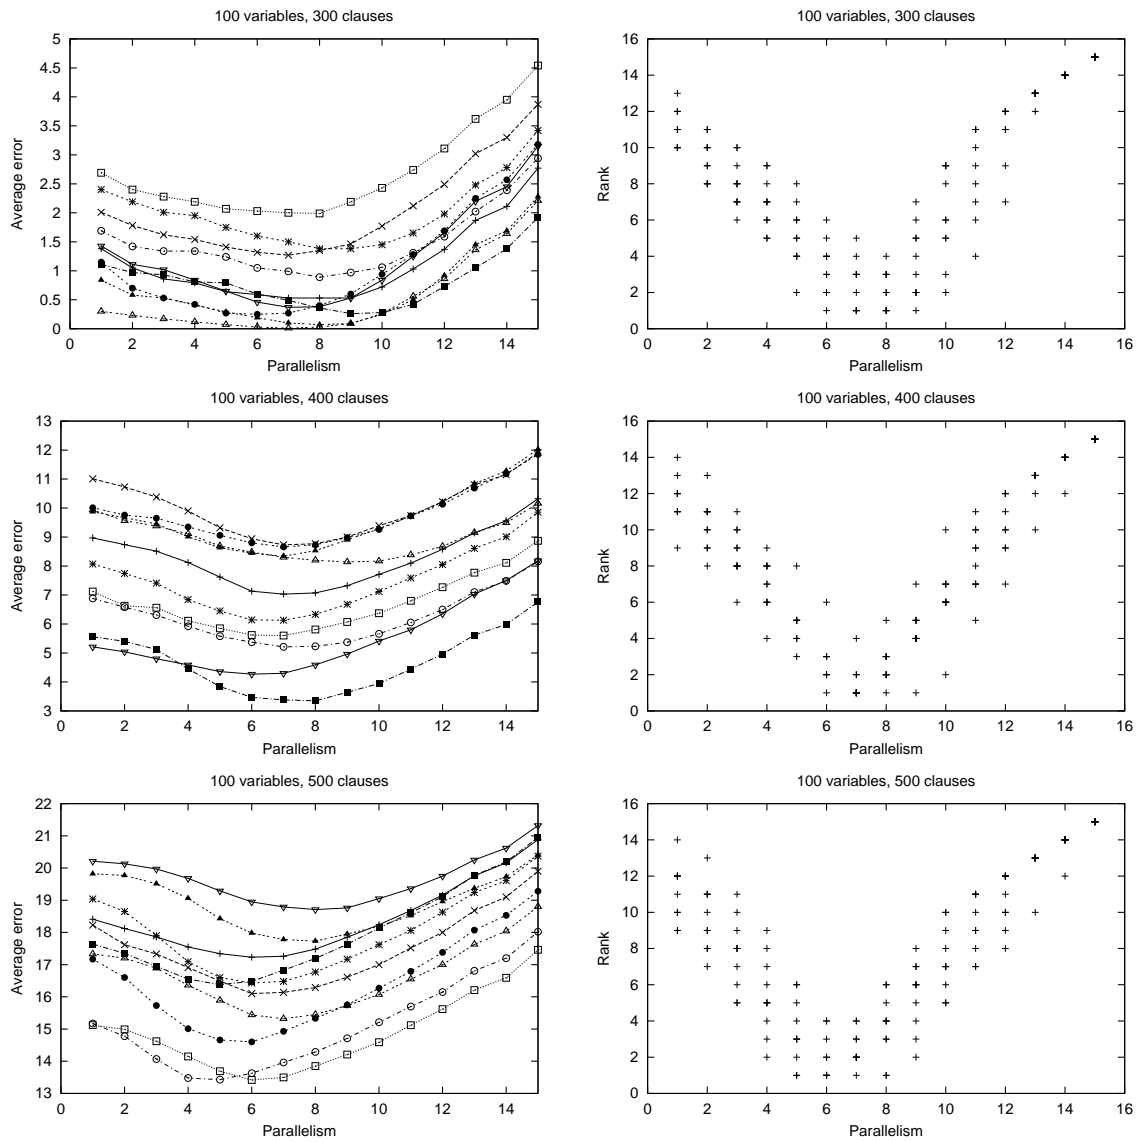 100 variables, 300 clauses
Average error
5
4.5
4
3.5
3
2.5
2
1.5
1
0.5
0
0 2 4 6 8 10 12 14
Parallelism
100 variables, 300 clauses
Rank
16
14
12
10
8
6
4
2
0
0 2 4 6 8 10 12 14 16
Parallelism
100 variables, 400 clauses
Average error
13
12
11
10
9
8
7
6
5
4
3
0 2 4 6 8 10 12 14
Parallelism
100 variables, 400 clauses
Rank
16
14
12
10
8
6
4
2
0
0 2 4 6 8 10 12 14 16
Parallelism
100 variables, 500 clauses
Average error
22
21
20
19
18
17
16
15
14
13
0 2 4 6 8 10 12 14
Parallelism
100 variables, 500 clauses
Rank
16
14
12
10
8
6
4
2
0
0 2 4 6 8 10 12 14 16
Parallelism